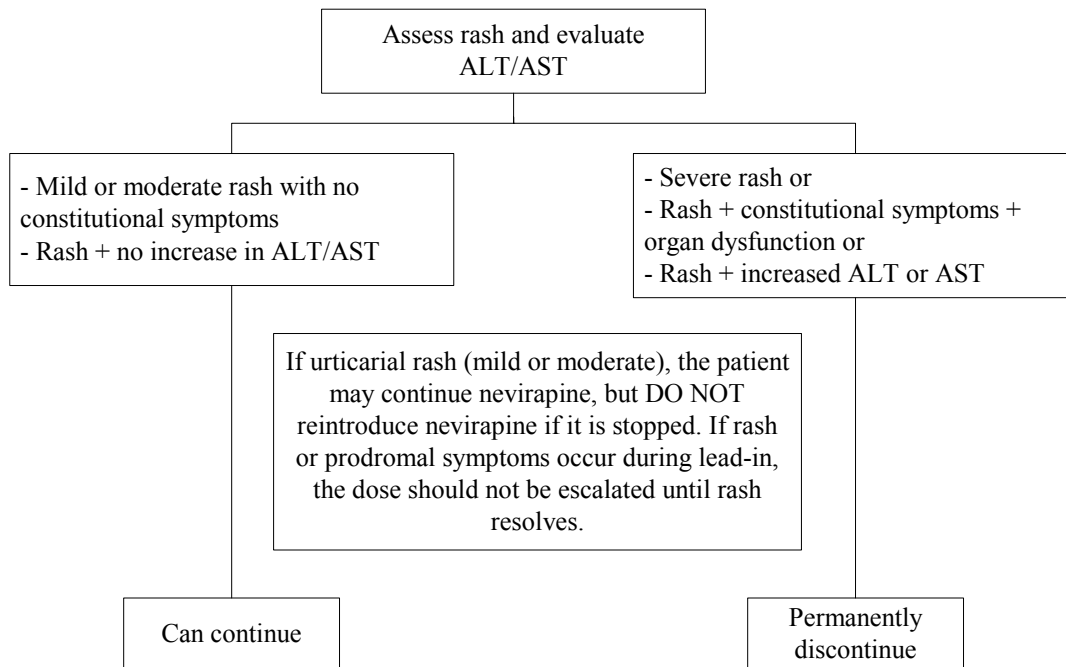 Assess rash and evaluate
ALT/AST
- Mild or moderate rash with no
constitutional symptoms
- Rash + no increase in ALT/AST
- Severe rash or
- Rash + constitutional symptoms +
organ dysfunction or
- Rash + increased ALT or AST
If urticarial rash (mild or moderate), the patient
may continue nevirapine, but DO NOT
reintroduce nevirapine if it is stopped. If rash
or prodromal symptoms occur during lead-in,
the dose should not be escalated until rash
resolves.
Can continue
Permanently
discontinue